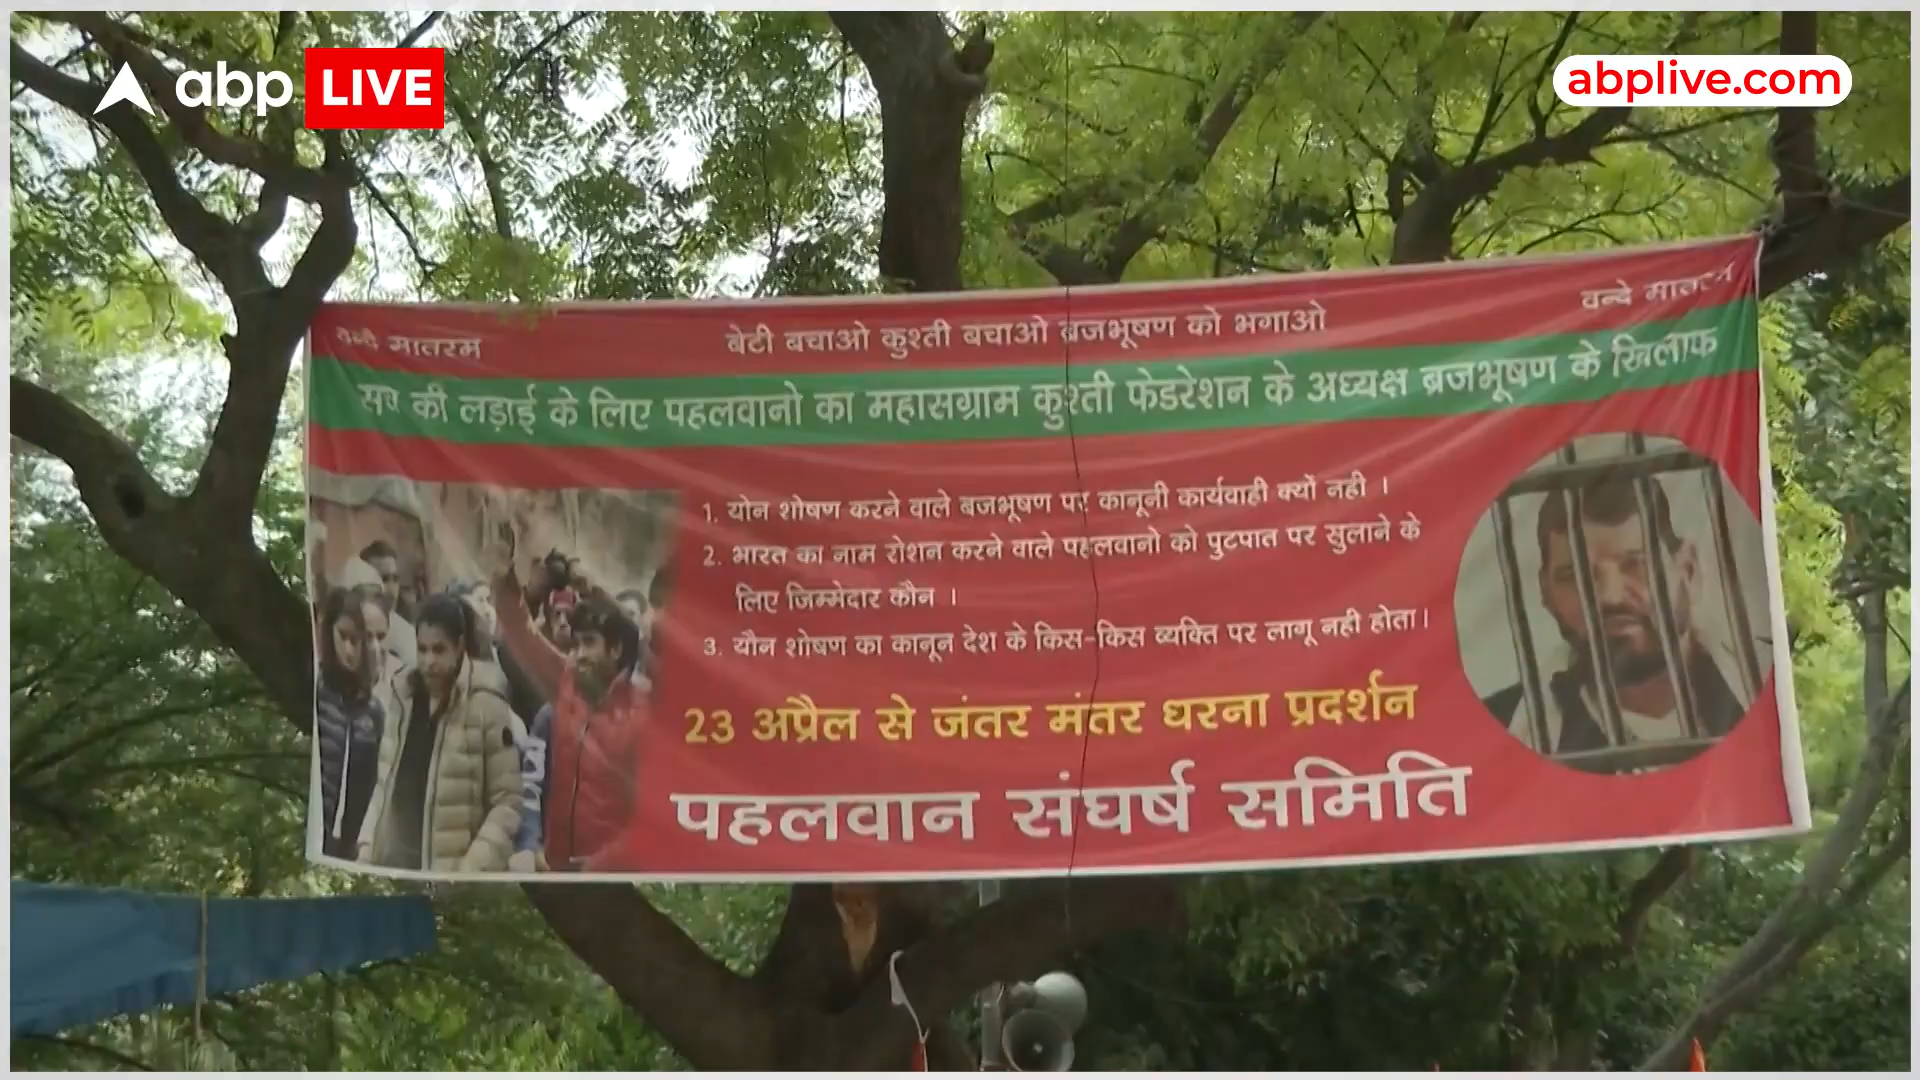 abp LIVE
abplive.com
वन्दे मातरम
बेटी बचाओ कुश्ती बचाओ ब्रजभूषण को भगाओ
वन्दे मातरम
की लड़ाई के लिए पहलवानो का महासग्राम कुश्ती फेडरेशन के अध्यक्ष ब्रजभूषण के खिलाफ
1. योन शोषण करने वाले बजभूषण पर कानूनी कार्यवाही क्यों नही ।
2. भारत का नाम रोशन करने वाले पहलवानो को पुटपात पर सुलाने के
लिए जिम्मेदार कौन ।
3. यौन शोषण का कानून देश के किस-किस व्यक्ति पर लागू नही होता।
23 अप्रैल से जंतर मंतर धरना प्रदर्शन
पहलवान संघर्ष समिति